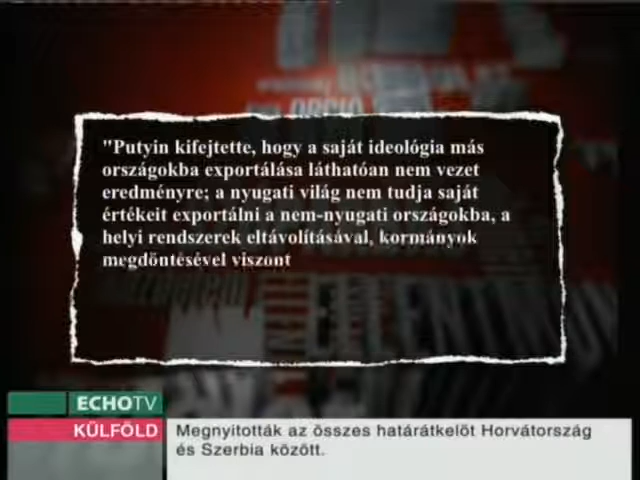 "Putyin kifejtette, hogy a saját ideológia más
országokba exportálása láthatóan nem vezet
eredményre; a nyugati világ nem tudja saját
értékeit exportálni a nem-nyugati országokba, a
helyi rendszerek eltávolításával, kormányok
megdöntésével viszont
ECHOTV
KÜLFÖLD
Megnyitották az összes határátkelőt Horvátország
és Szerbia között.